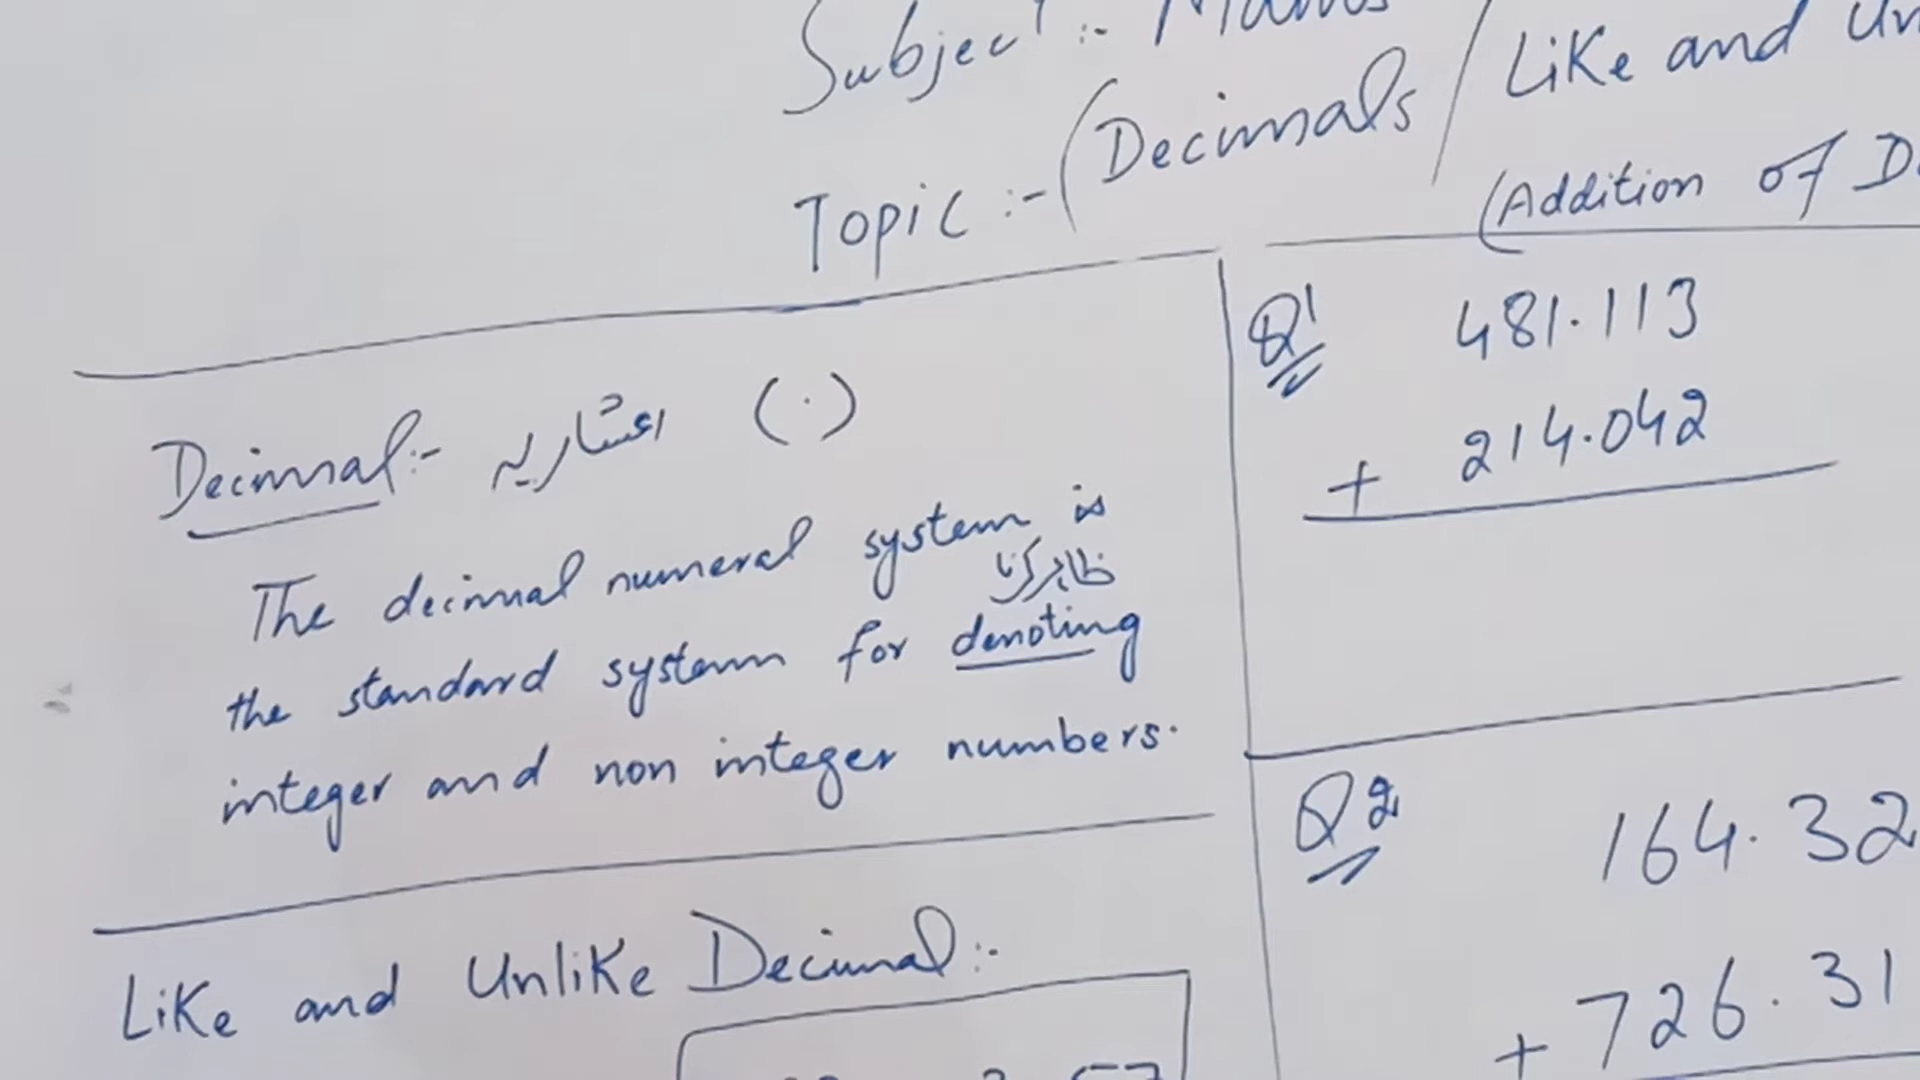 Subject :- Maths
Topic :- (Decimals / Like and Un
(Addition of D
Decimal :- اعشاریہ (.)
The decimal numeral system is
ظاہر کرنا
the standard system for denoting
integer and non integer numbers.
Like and Unlike Decimal :-
Q1
481.113
+ 214.042
Q2
164.32
+ 726.31